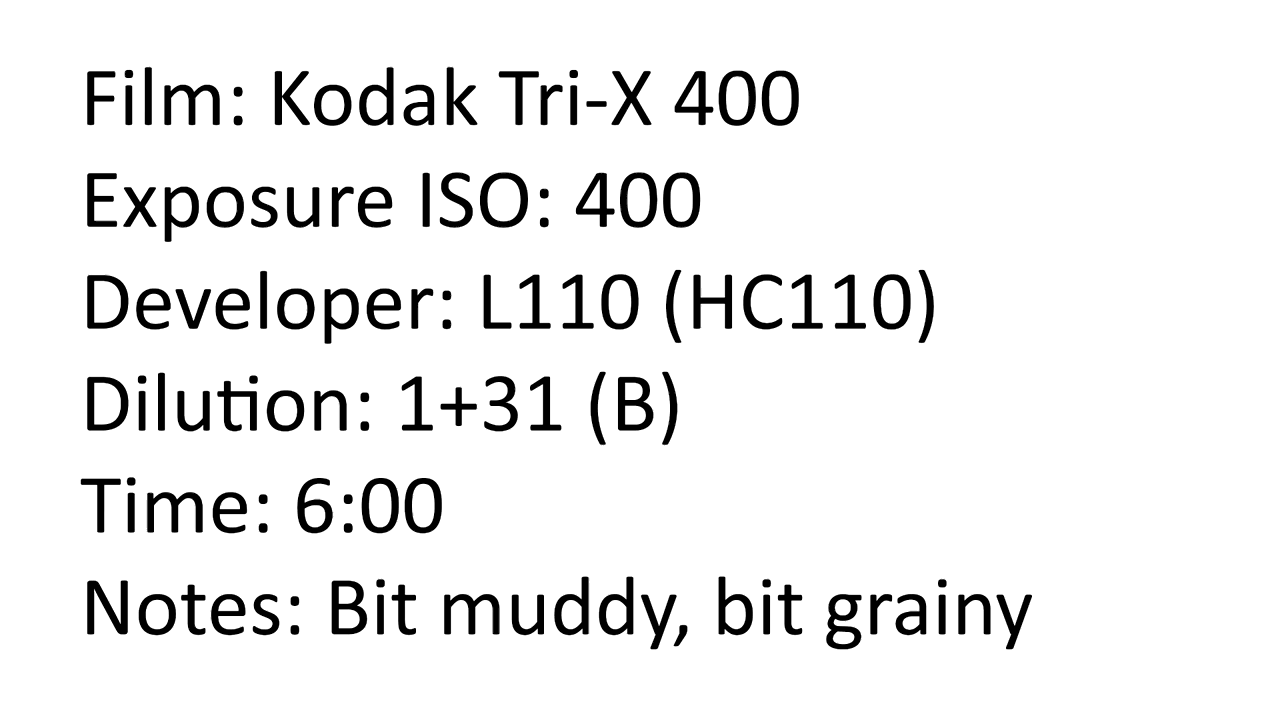 Film: Kodak Tri-X 400
Exposure ISO: 400
Developer: L110 (HC110)
Dilution: 1+31 (B)
Time: 6:00
Notes: Bit muddy, bit grainy